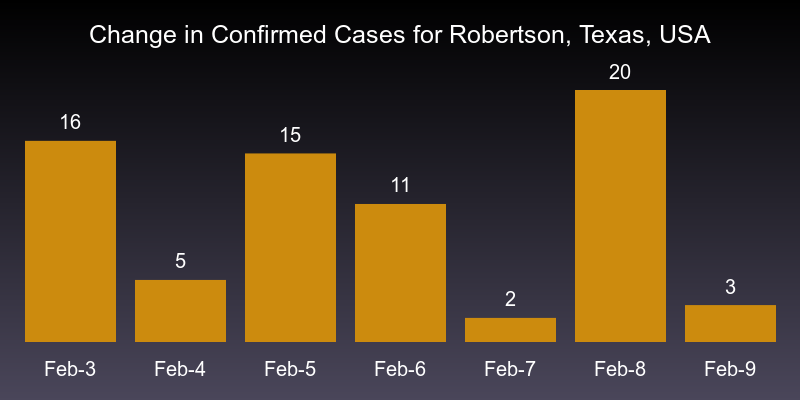 Change in Confirmed Cases for Robertson, Texas, USA
16
5
15
11
2
20
3
Feb-3
Feb-4
Feb-5
Feb-6
Feb-7
Feb-8
Feb-9